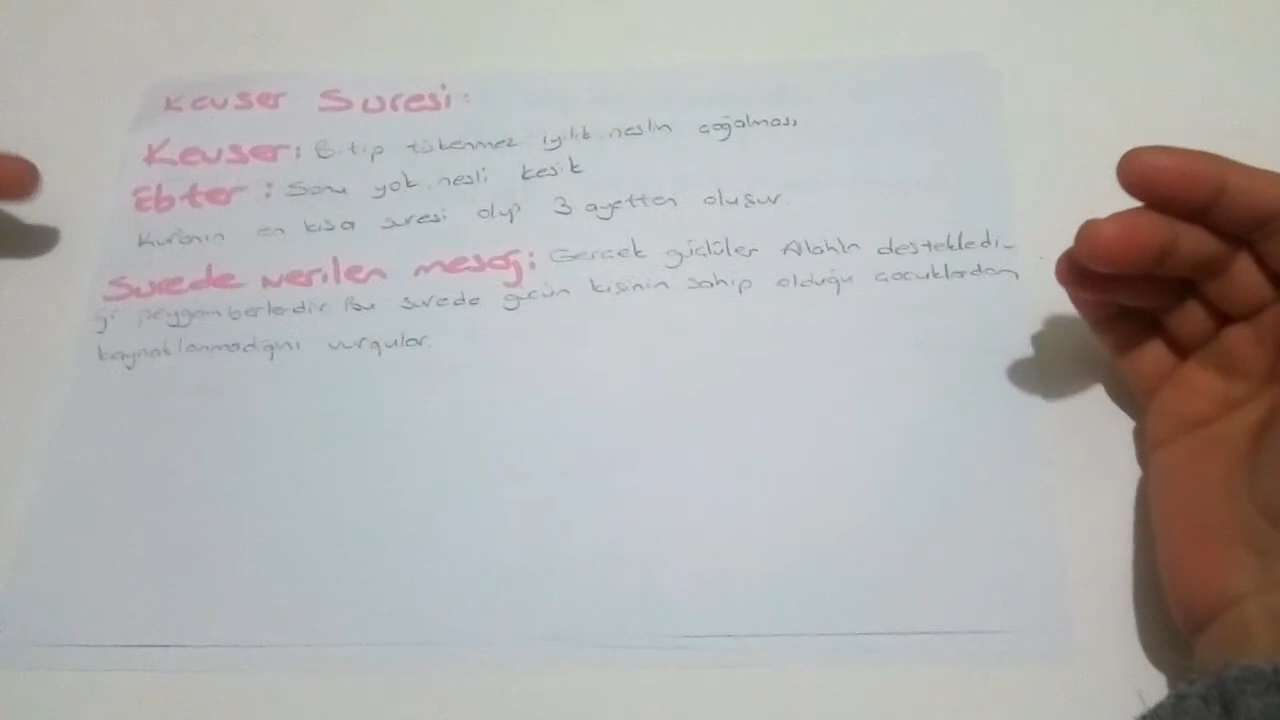 Kevser Suresi:
Kevser: Bitip tükenmez iyilik neslin çoğalması
Ebter: Sonu yok nesli kesik
Kuranın en kısa suresi olup 3 ayetten oluşur
Surede verilen mesaj: Gerçek güçlüler Allahın destekledi-
ği peygamberlerdir. Bu surede gücün kişinin sahip olduğu çocuklardan
kaynaklanmadığını vurgular.